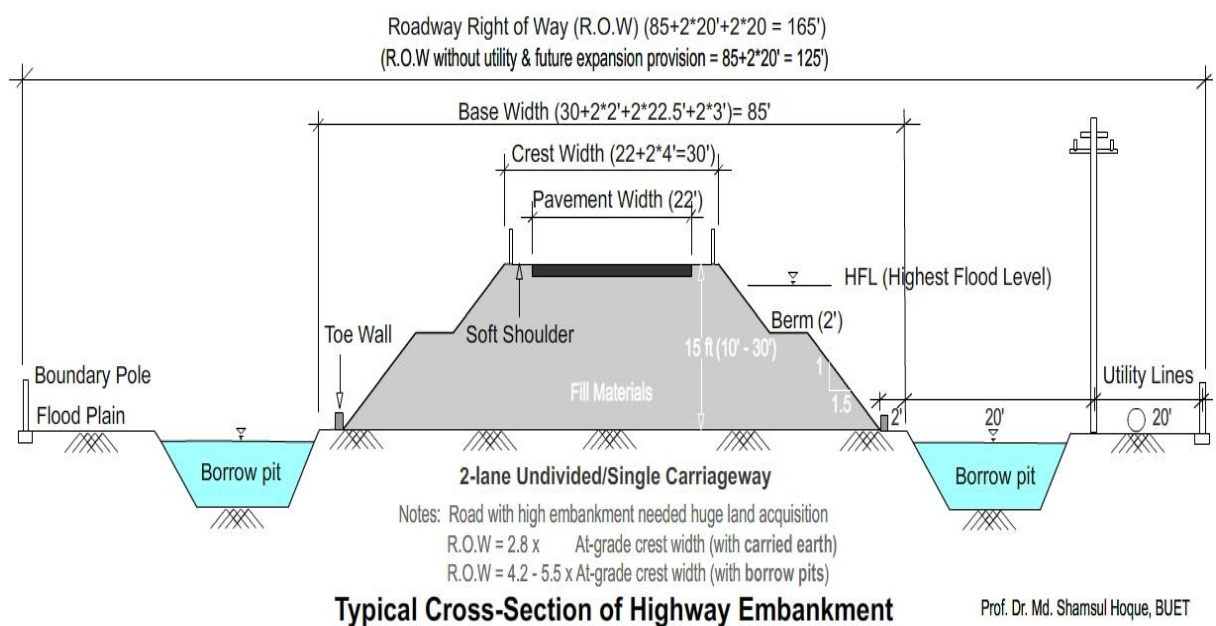 Roadway Right of Way (R.O.W) (85+2*20'+2*20 = 165')
(R.O.W without utility & future expansion provision = 85+2*20' = 125')
Base Width (30+2*2'+2*22.5'+2*3')= 85'
Crest Width (22+2*4'=30')
Pavement Width (22')
HFL (Highest Flood Level)
Toe Wall
Soft Shoulder
Berm (2')
15 ft (10' - 30')
1
1.5
Boundary Pole
Fill Materials
Utility Lines
Flood Plain
2'
20'
20'
Borrow pit
Borrow pit
2-lane Undivided/Single Carriageway
Notes: Road with high embankment needed huge land acquisition
R.O.W = 2.8 x At-grade crest width (with carried earth)
R.O.W = 4.2 - 5.5 x At-grade crest width (with borrow pits)
Typical Cross-Section of Highway Embankment
Prof. Dr. Md. Shamsul Hoque, BUET